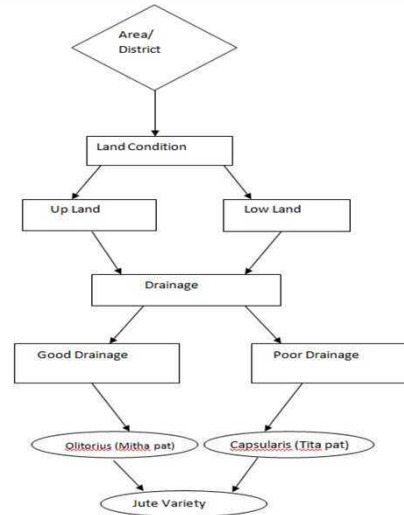 Area/
District
Land Condition
Up Land
Low Land
Drainage
Good Drainage
Poor Drainage
Olitorius (Mitha pat)
Capsularis (Tita pat)
Jute Variety